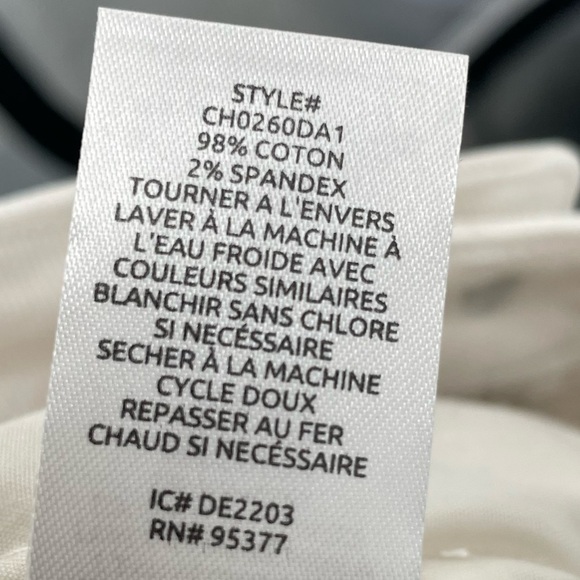 STYLE#
CH0260DA1
98% COTON
2% SPANDEX
TOURNER A L'ENVERS
LAVER À LA MACHINE À
L'EAU FROIDE AVEC
COULEURS SIMILAIRES
BLANCHIR SANS CHLORE
SI NECÉSSAIRE
SECHER À LA MACHINE
CYCLE DOUX
REPASSER AU FER
CHAUD SI NECÉSSAIRE
IC# DE2203
RN# 95377